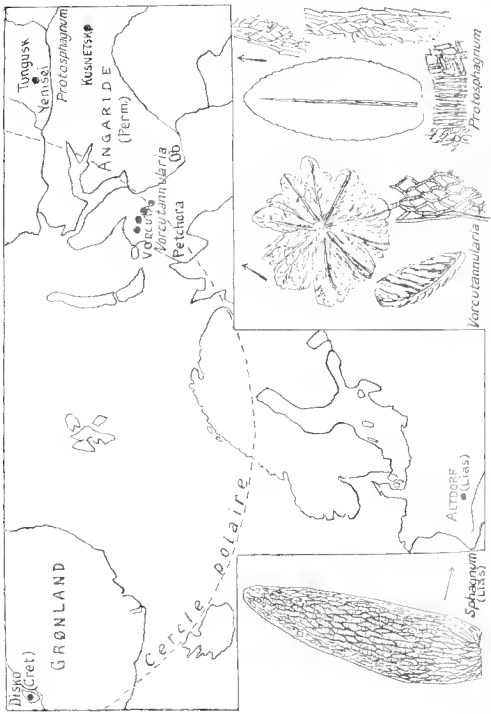 DISKO
(Cret)
GRØNLAND
Cercle polaire
Petchora
VORCUTA
Vorcutannularia
Ob
ANGARIDE
(Perm.)
KUSNETSK
Protosphagnum
Yenisei
Tungusk
Sphagnum
(LIAS)
ALTDORF
(Lias)
Vorcutannularia
Protosphagnum